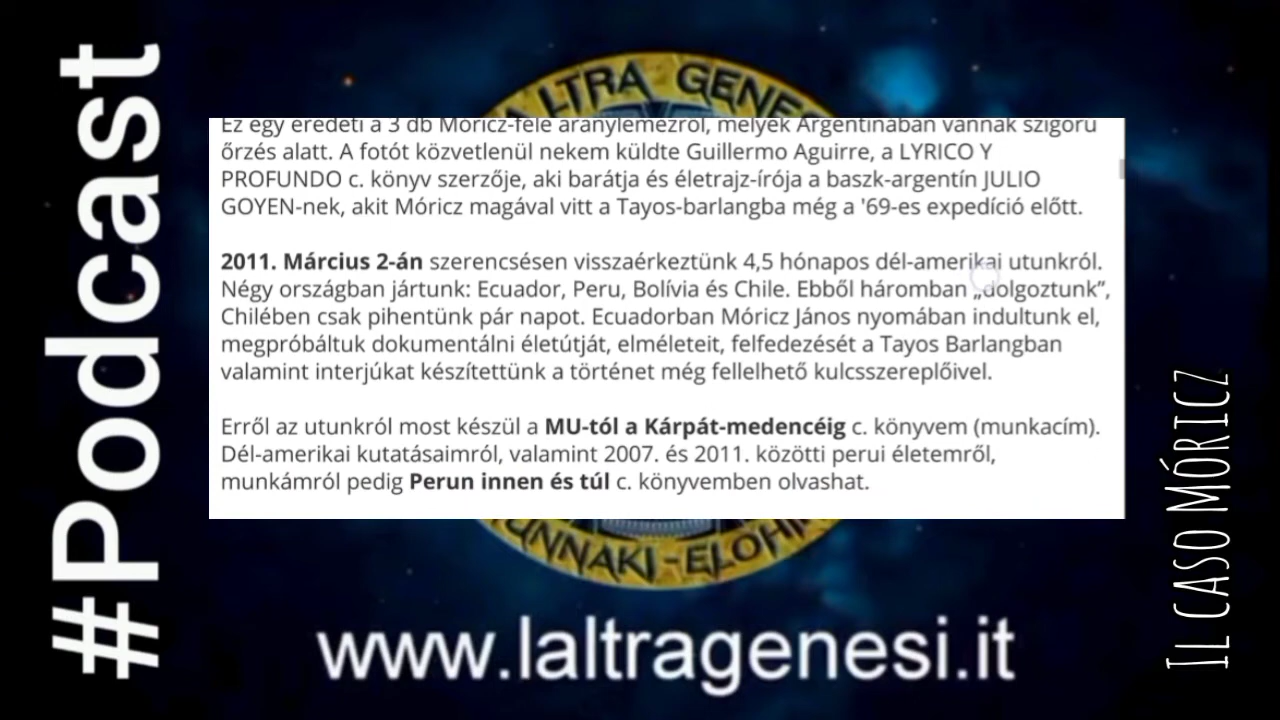 #Podcast
ALTRA GENES
Ez egy eredeti a 3 db Móricz-féle aranylemezről, melyek Argentínában vannak szigorú
őrzés alatt. A fotót közvetlenül nekem küldte Guillermo Aguirre, a LYRICO Y
PROFUNDO c. könyv szerzője, aki barátja és életrajz-írója a baszk-argentín JULIO
GOYEN-nek, akit Móricz magával vitt a Tayos-barlangba még a '69-es expedíció előtt.
2011. Március 2-án szerencsésen visszaérkeztünk 4,5 hónapos dél-amerikai utunkról.
Négy országban jártunk: Ecuador, Peru, Bolívia és Chile. Ebből háromban „dolgoztunk”,
Chilében csak pihentünk pár napot. Ecuadorban Móricz János nyomában indultunk el,
megpróbáltuk dokumentálni életútját, elméleteit, felfedezését a Tayos Barlangban
valamint interjúkat készítettünk a történet még fellelhető kulcsszereplőivel.
Erről az utunkról most készül a MU-tól a Kárpát-medencéig c. könyvem (munkacím).
Dél-amerikai kutatásaimról, valamint 2007. és 2011. közötti perui életemről,
munkámról pedig Perun innen és túl c. könyvemben olvashat.
UNNAKI-ELOHI
www.laltragenesi.it
IL CASO MÓRICZ